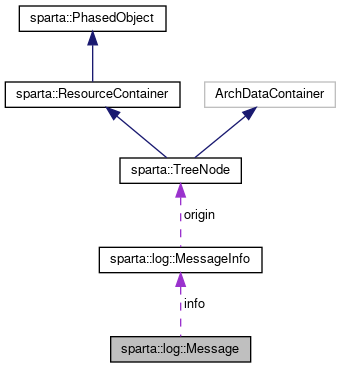 sparta::PhasedObject
sparta::ResourceContainer
ArchDataContainer
sparta::TreeNode
origin
sparta::log::MessageInfo
info
sparta::log::Message